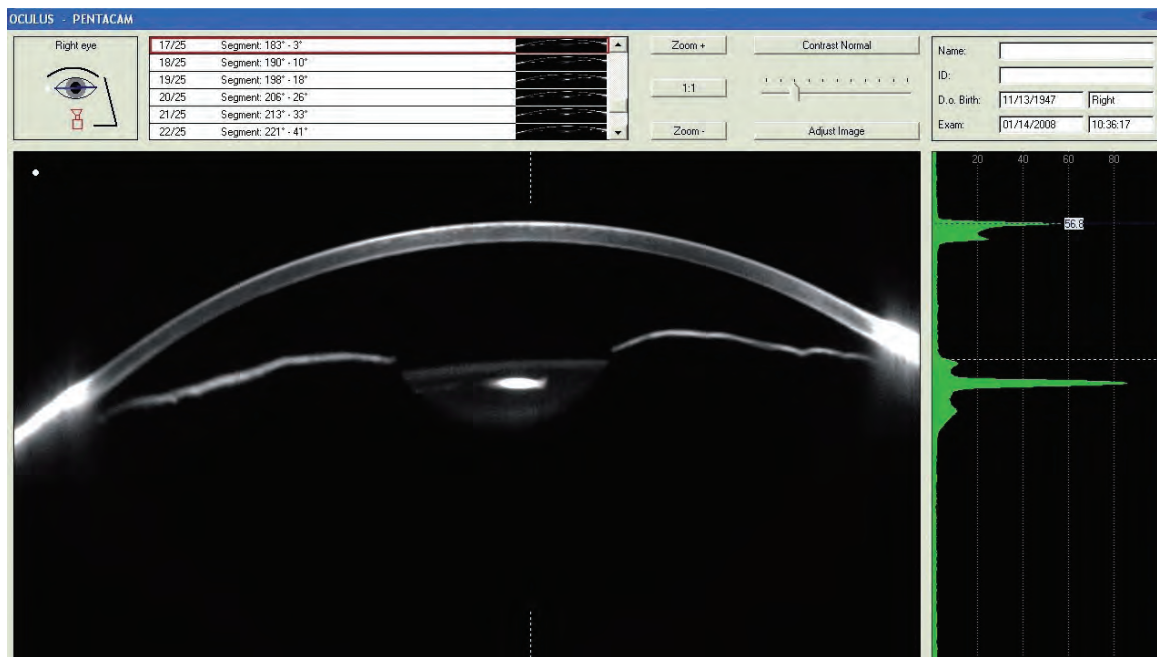 OCULUS - PENTACAM
Right eye
17/25 Segment: 183° - 3°
18/25 Segment: 190° - 10°
19/25 Segment: 198° - 18°
20/25 Segment: 206° - 26°
21/25 Segment: 213° - 33°
22/25 Segment: 221° - 41°
Zoom +
1:1
Zoom -
Contrast Normal
Adjust Image
Name:
ID:
D.o. Birth: 11/13/1947 Right
Exam: 01/14/2008 10:36:17
20 40 60 80
56.8